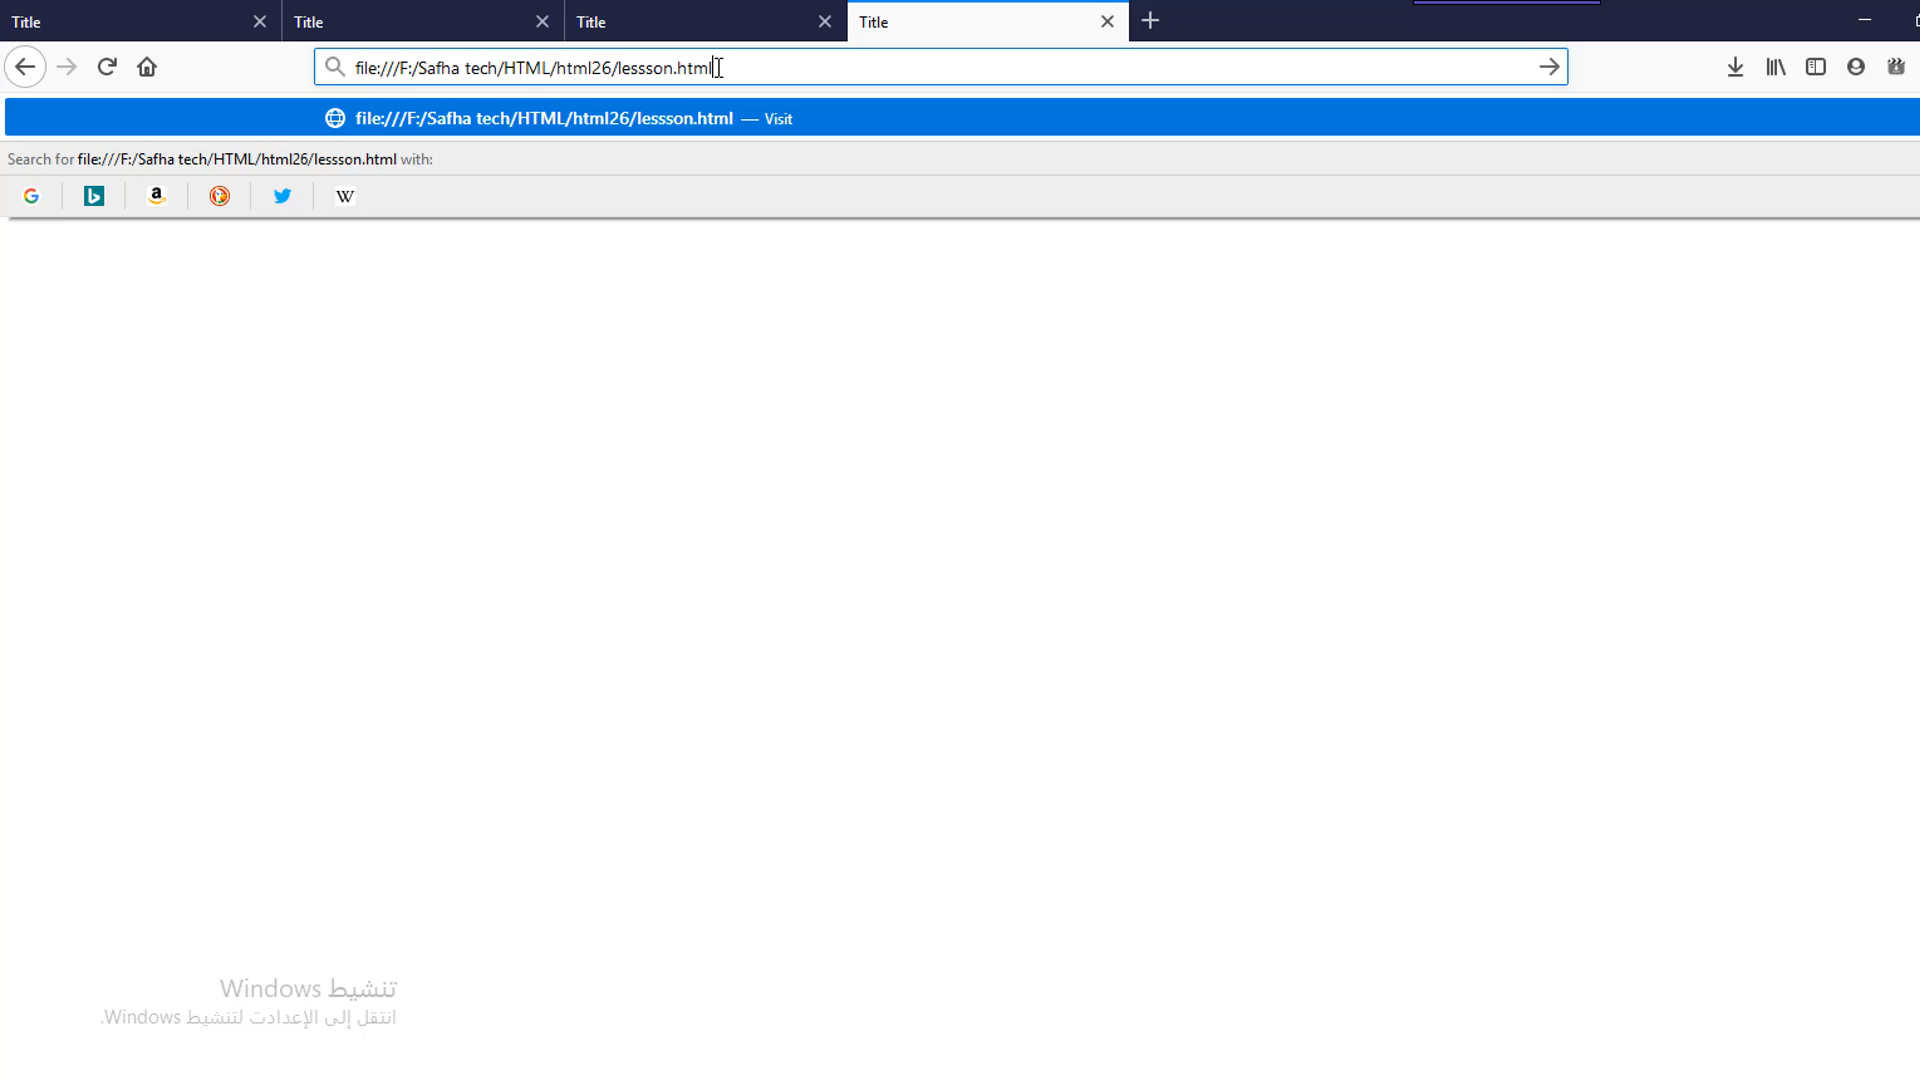 Title
Title
Title
Title
file:///F:/Safha tech/HTML/html26/lessson.html
file:///F:/Safha tech/HTML/html26/lessson.html — Visit
Search for file:///F:/Safha tech/HTML/html26/lessson.html with:
تنشيط Windows
انتقل إلى الإعدادت لتنشيط Windows.